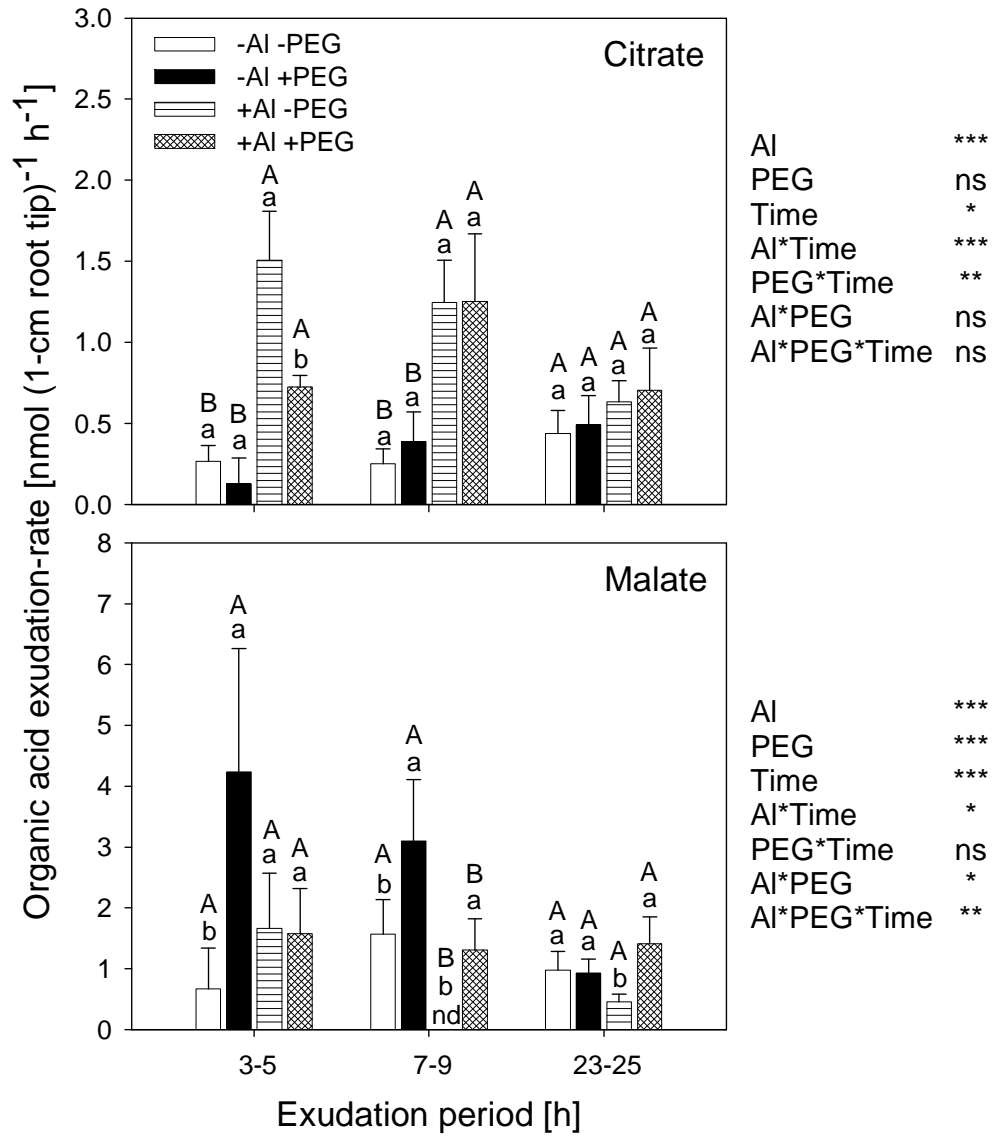 Organic acid exudation-rate [nmol (1-cm root tip)-1 h-1]
3.0
2.5
2.0
1.5
1.0
0.5
0.0
-Al -PEG
-Al +PEG
+Al -PEG
+Al +PEG
Citrate
B
a
B
a
A
a
A
b
B
a
B
a
A
a
A
a
A
a
A
a
A
a
A
a
Al ***
PEG ns
Time *
Al*Time ***
PEG*Time **
Al*PEG ns
Al*PEG*Time ns
8
7
6
5
4
3
2
1
0
Malate
A
b
A
a
A
a
A
a
A
b
A
a
B
b
nd
B
a
A
a
A
a
A
b
A
a
Al ***
PEG ***
Time ***
Al*Time *
PEG*Time ns
Al*PEG *
Al*PEG*Time **
3-5 7-9 23-25
Exudation period [h]